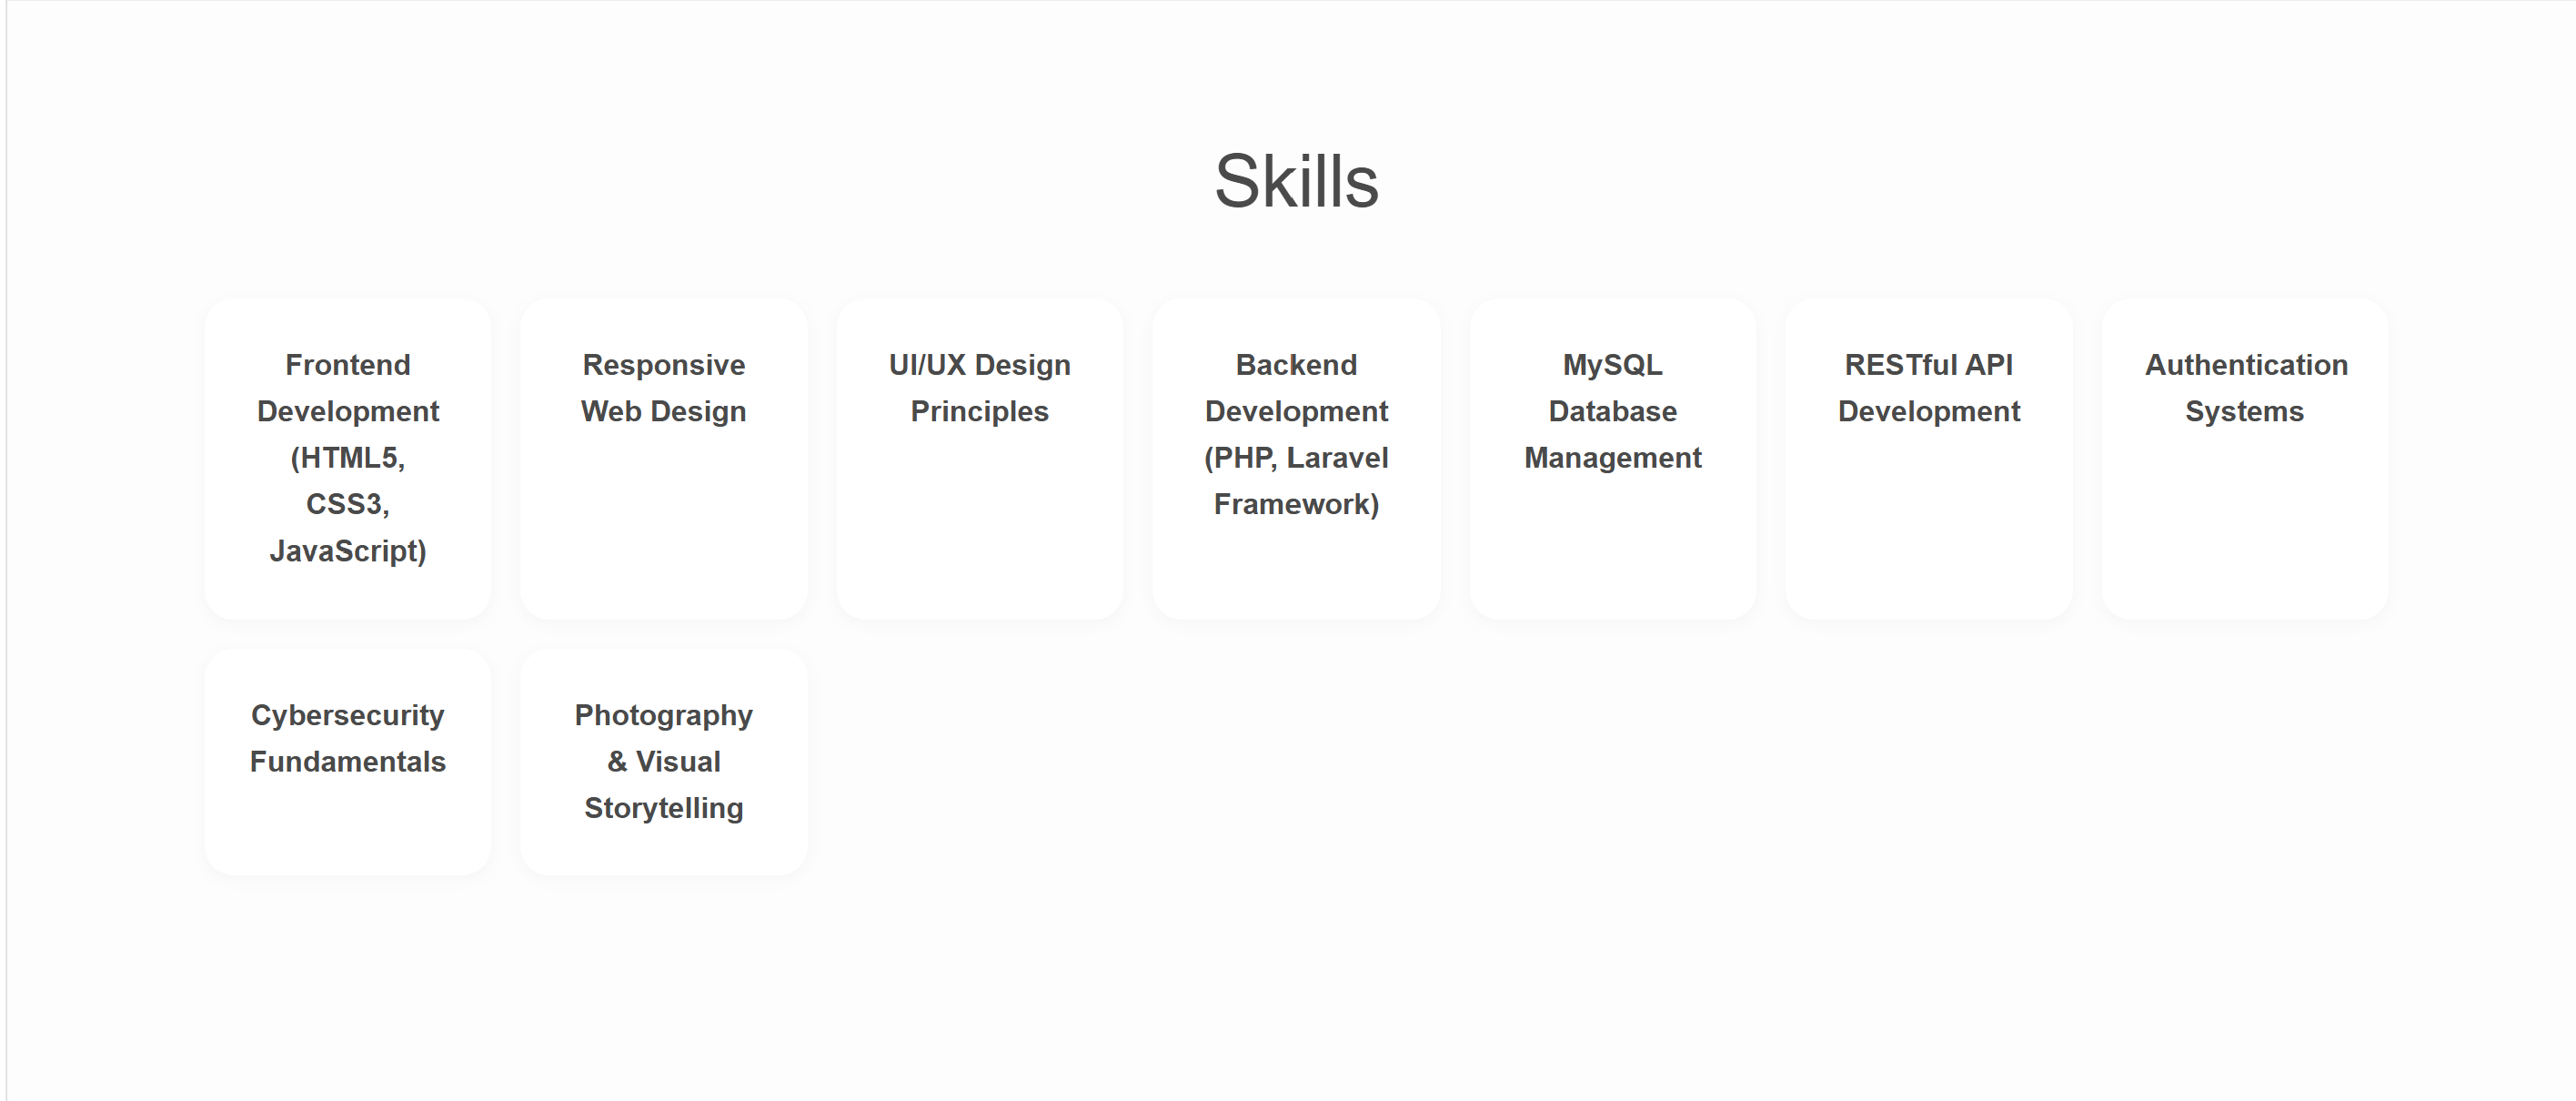 Skills
Frontend
Development
(HTML5,
CSS3,
JavaScript)
Responsive
Web Design
UI/UX Design
Principles
Backend
Development
(PHP, Laravel
Framework)
MySQL
Database
Management
RESTful API
Development
Authentication
Systems
Cybersecurity
Fundamentals
Photography
& Visual
Storytelling